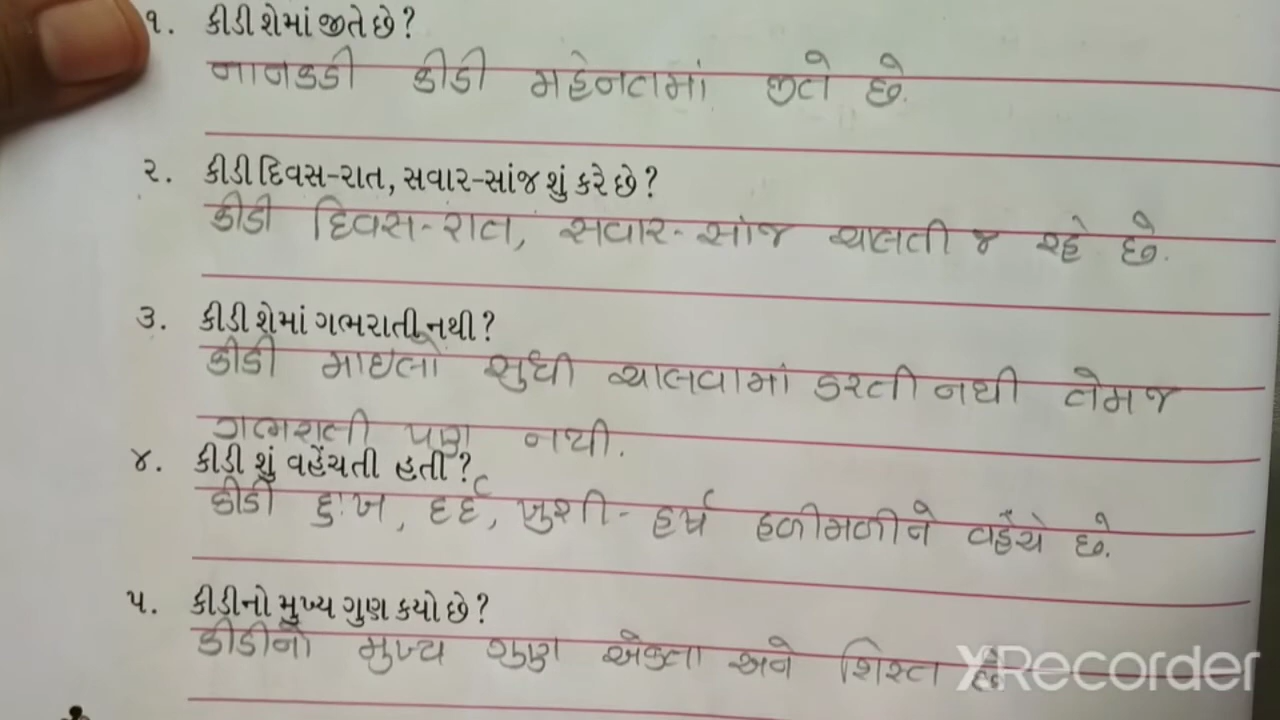 ૧. કીડી શેમાં જીતે છે?
નાનકડી કીડી મહેનતમાં જીતે છે.
૨. કીડી દિવસ-રાત, સવાર-સાંજ શું કરે છે?
કીડી દિવસ-રાત, સવાર-સાંજ ચાલતી જ રહે છે.
૩. કીડી શેમાં ગભરાતી નથી?
કીડી માઇલો સુધી ચાલવામાં ડરતી નથી તેમજ
ગભરાતી પણ નથી.
૪. કીડી શું વહેંચતી હતી?
કીડી દુઃખ, દર્દ, ખુશી-હર્ષ હળીમળીને વહેંચે છે.
૫. કીડીનો મુખ્ય ગુણ કયો છે?
કીડીનો મુખ્ય ગુણ એકતા અને શિસ્ત છે
XRecorder